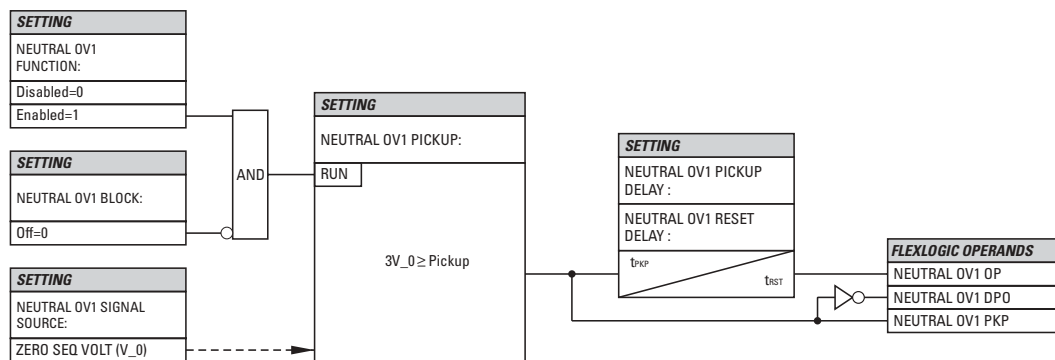 SETTING
NEUTRAL OV1
FUNCTION:
Disabled=0
Enabled=1
SETTING
NEUTRAL OV1 BLOCK:
Off=0
SETTING
NEUTRAL OV1 SIGNAL
SOURCE:
ZERO SEQ VOLT (V_0)
AND
SETTING
NEUTRAL OV1 PICKUP:
RUN
3V_0 ≥ Pickup
SETTING
NEUTRAL OV1 PICKUP
DELAY :
NEUTRAL OV1 RESET
DELAY :
tPKP
tRST
FLEXLOGIC OPERANDS
NEUTRAL OV1 OP
NEUTRAL OV1 DPO
NEUTRAL OV1 PKP